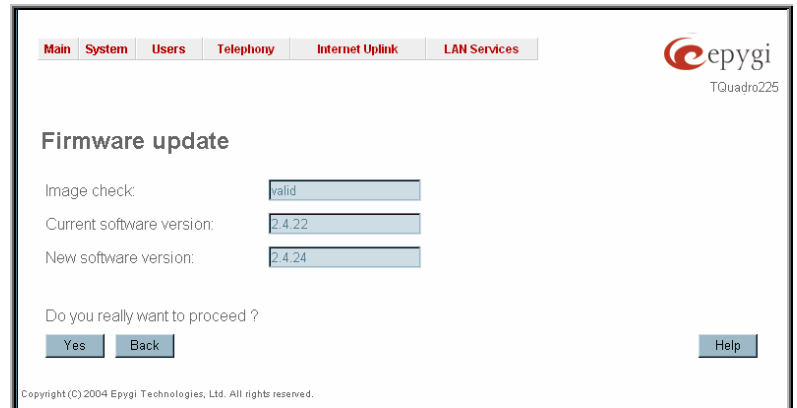 Main System Users Telephony Internet Uplink LAN Services
epygi
TQuadro225
Firmware update
Image check: valid
Current software version: 2.4.22
New software version: 2.4.24
Do you really want to proceed ?
Yes Back Help
Copyright (C) 2004 Epygi Technologies, Ltd. All rights reserved.